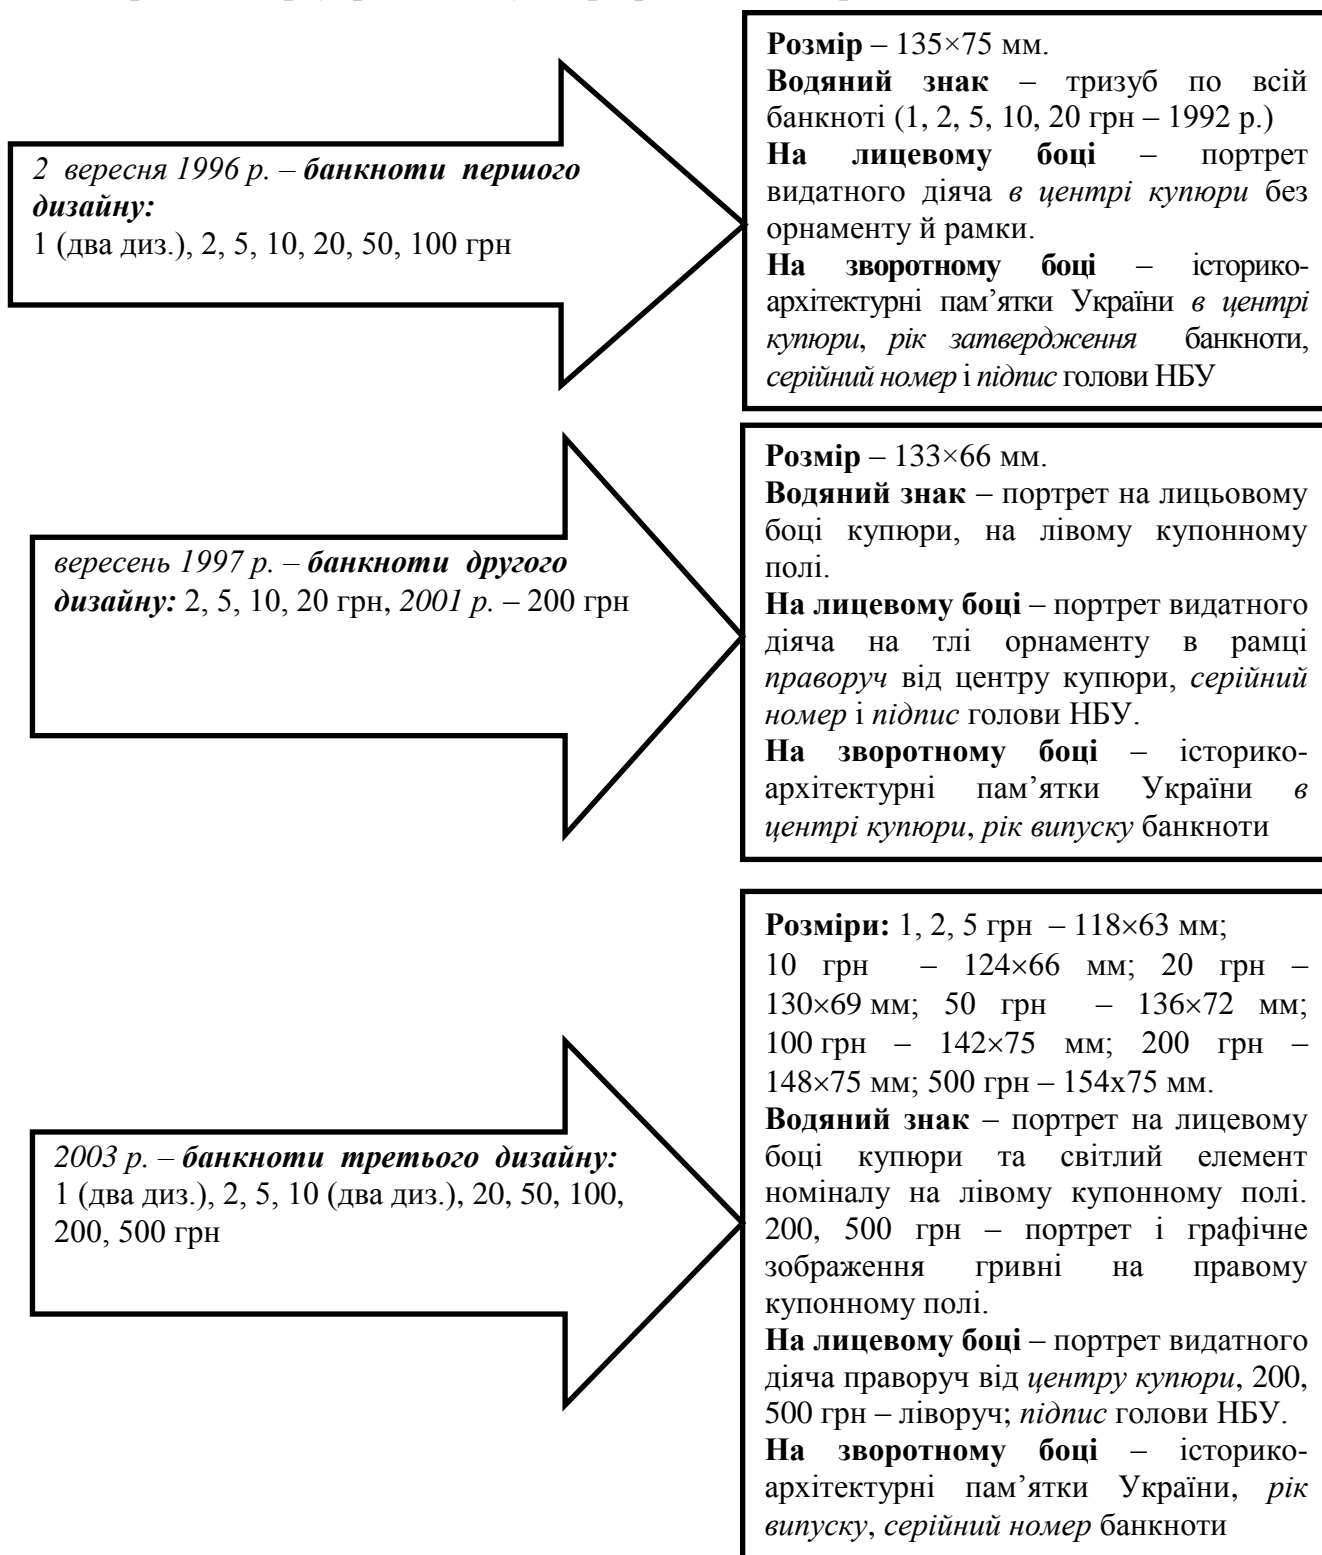 2 вересня 1996 р. – банкноти першого
дизайну:
1 (два диз.), 2, 5, 10, 20, 50, 100 грн
Розмір – 135×75 мм.
Водяний знак – тризуб по всій
банкноті (1, 2, 5, 10, 20 грн – 1992 р.)
На лицевому боці – портрет
видатного діяча в центрі купюри без
орнаменту й рамки.
На зворотному боці – історико-
архітектурні пам’ятки України в центрі
купюри, рік затвердження банкноти,
серійний номер і підпис голови НБУ
вересень 1997 р. – банкноти другого
дизайну: 2, 5, 10, 20 грн, 2001 р. – 200 грн
Розмір – 133×66 мм.
Водяний знак – портрет на лицьовому
боці купюри, на лівому купонному
полі.
На лицевому боці – портрет видатного
діяча на тлі орнаменту в рамці
праворуч від центру купюри, серійний
номер і підпис голови НБУ.
На зворотному боці – історико-
архітектурні пам’ятки України в
центрі купюри, рік випуску банкноти
2003 р. – банкноти третього дизайну:
1 (два диз.), 2, 5, 10 (два диз.), 20, 50, 100,
200, 500 грн
Розміри: 1, 2, 5 грн – 118×63 мм;
10 грн – 124×66 мм; 20 грн –
130×69 мм; 50 грн – 136×72 мм;
100 грн – 142×75 мм; 200 грн –
148×75 мм; 500 грн – 154х75 мм.
Водяний знак – портрет на лицевому
боці купюри та світлий елемент
номіналу на лівому купонному полі.
200, 500 грн – портрет і графічне
зображення гривні на правому
купонному полі.
На лицевому боці – портрет видатного
діяча праворуч від центру купюри, 200,
500 грн – ліворуч; підпис голови НБУ.
На зворотному боці – історико-
архітектурні пам’ятки України, рік
випуску, серійний номер банкноти